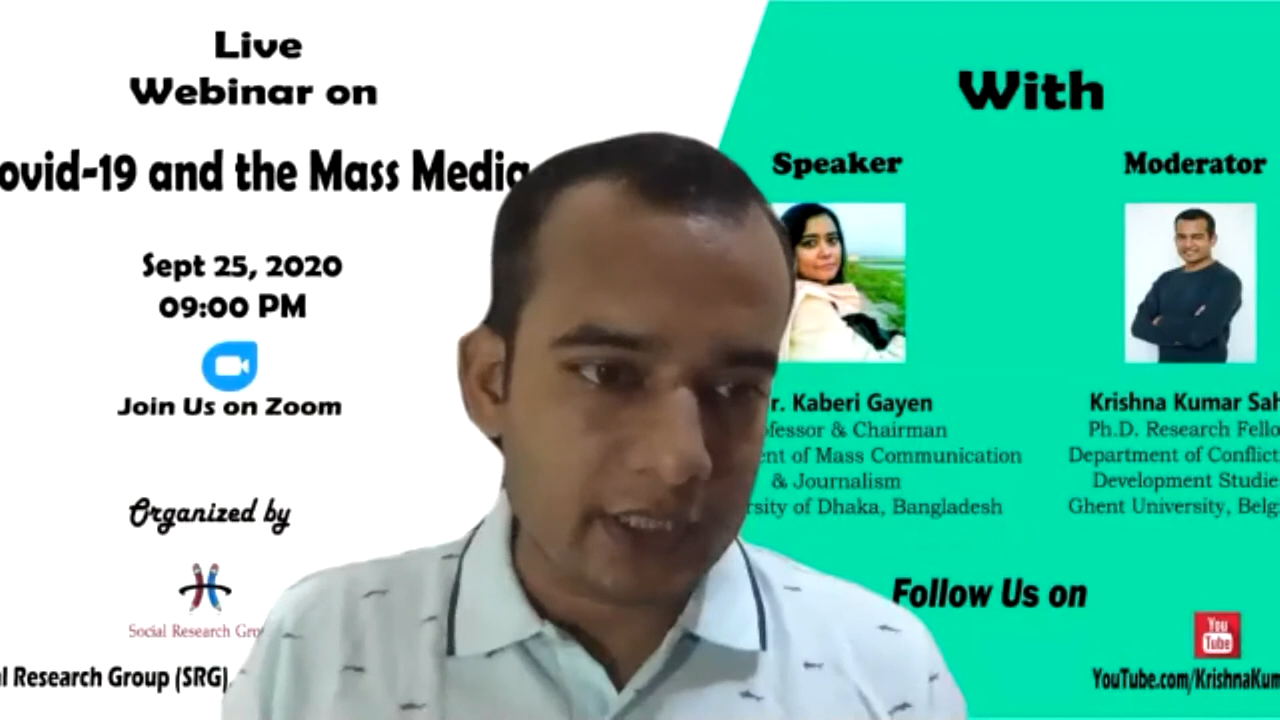 Live
Webinar on
ovid-19 and the Mass Media
Sept 25, 2020
09:00 PM
Join Us on Zoom
Organized by
Social Research Gro
l Research Group (SRG)
With
Speaker
r. Kaberi Gayen
ofessor & Chairman
ent of Mass Communication
& Journalism
rsity of Dhaka, Bangladesh
Moderator
Krishna Kumar Sah
Ph.D. Research Fello
Department of Conflict
Development Studie
Ghent University, Belg
Follow Us on
You
Tube
YouTube.com/KrishnaKum